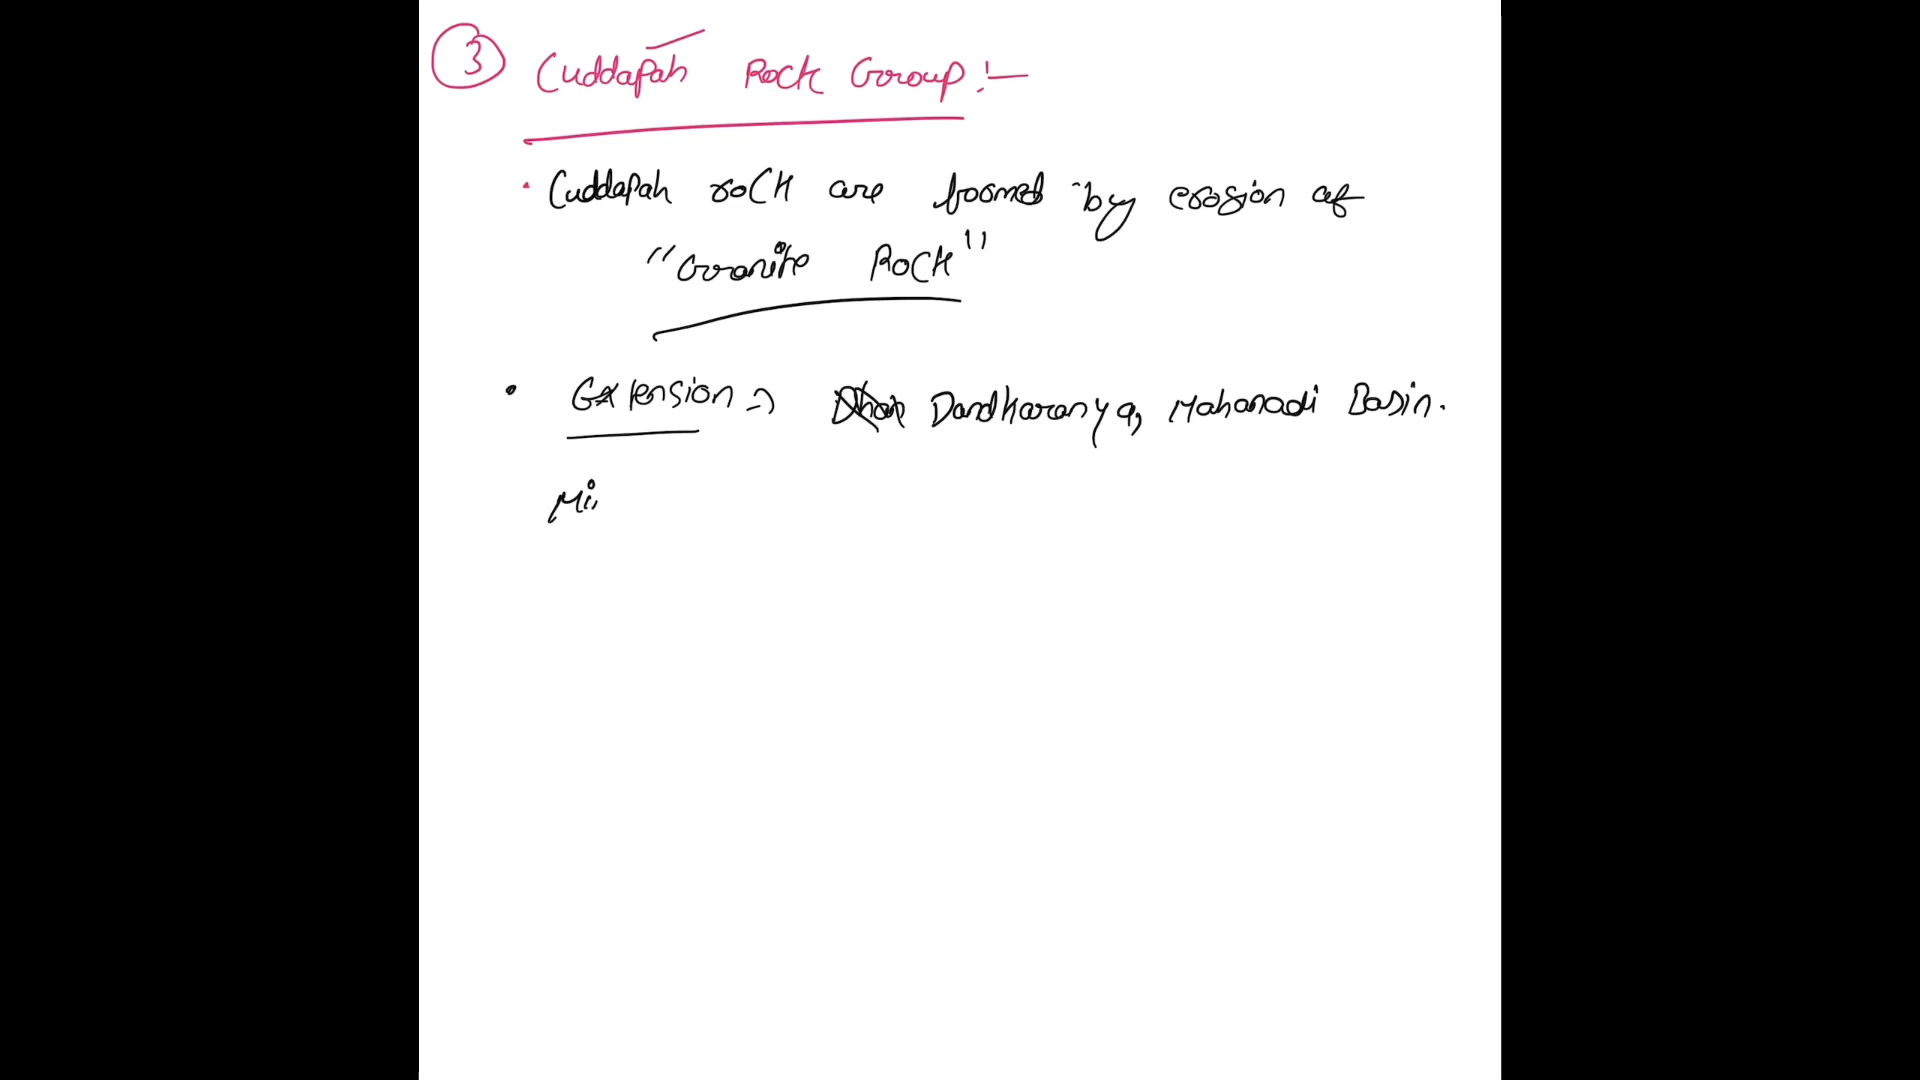 ③ Cuddapah Rock Group :-
• Cuddapah rock are formed by erosion of
"Granite Rock"
• Extension => Dandkaranya, Mahanadi Basin.
Mi